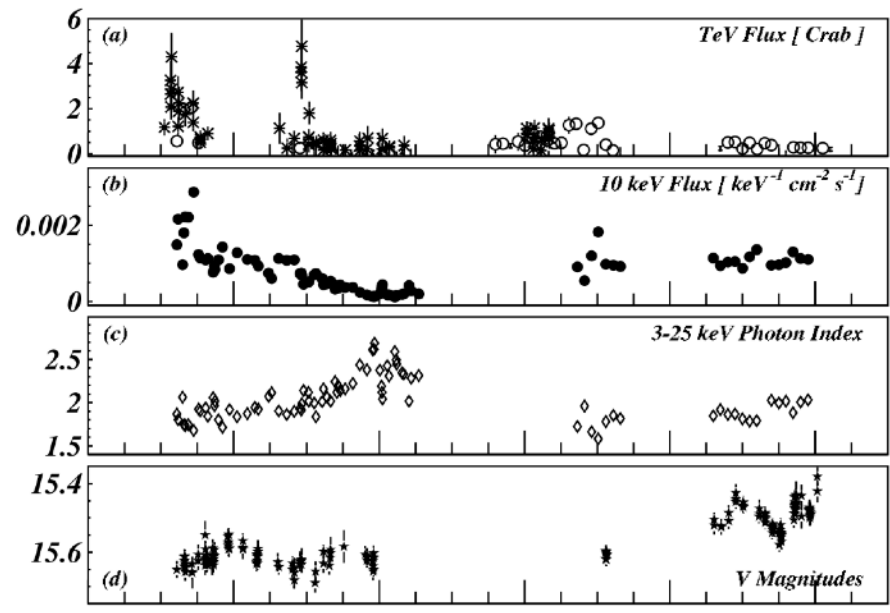 6
(a)
TeV Flux [ Crab ]
4
2
0
(b)
10 keV Flux [ keV⁻¹ cm⁻² s⁻¹ ]
0.002
0
(c)
3-25 keV Photon Index
2.5
2
1.5
15.4
15.6
(d)
V Magnitudes